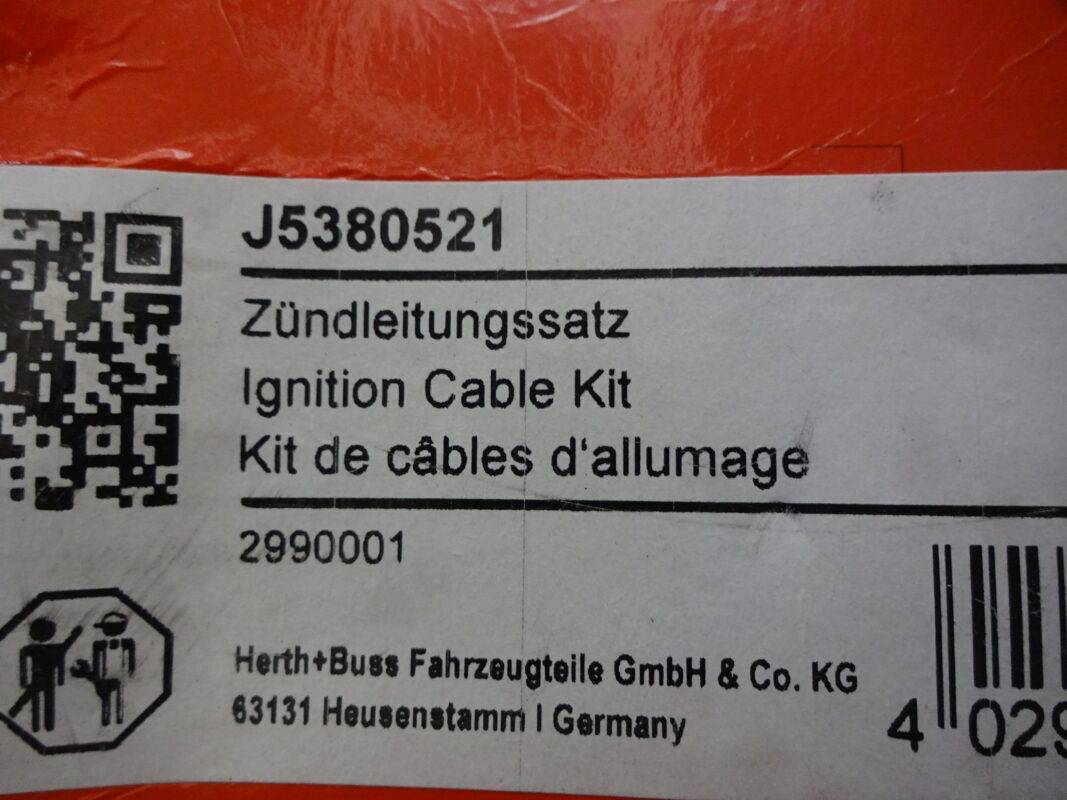 J5380521
Zündleitungssatz
Ignition Cable Kit
Kit de câbles d‘allumage
2990001
Herth+Buss Fahrzeugteile GmbH & Co. KG
63131 Heusenstamm | Germany
4 029